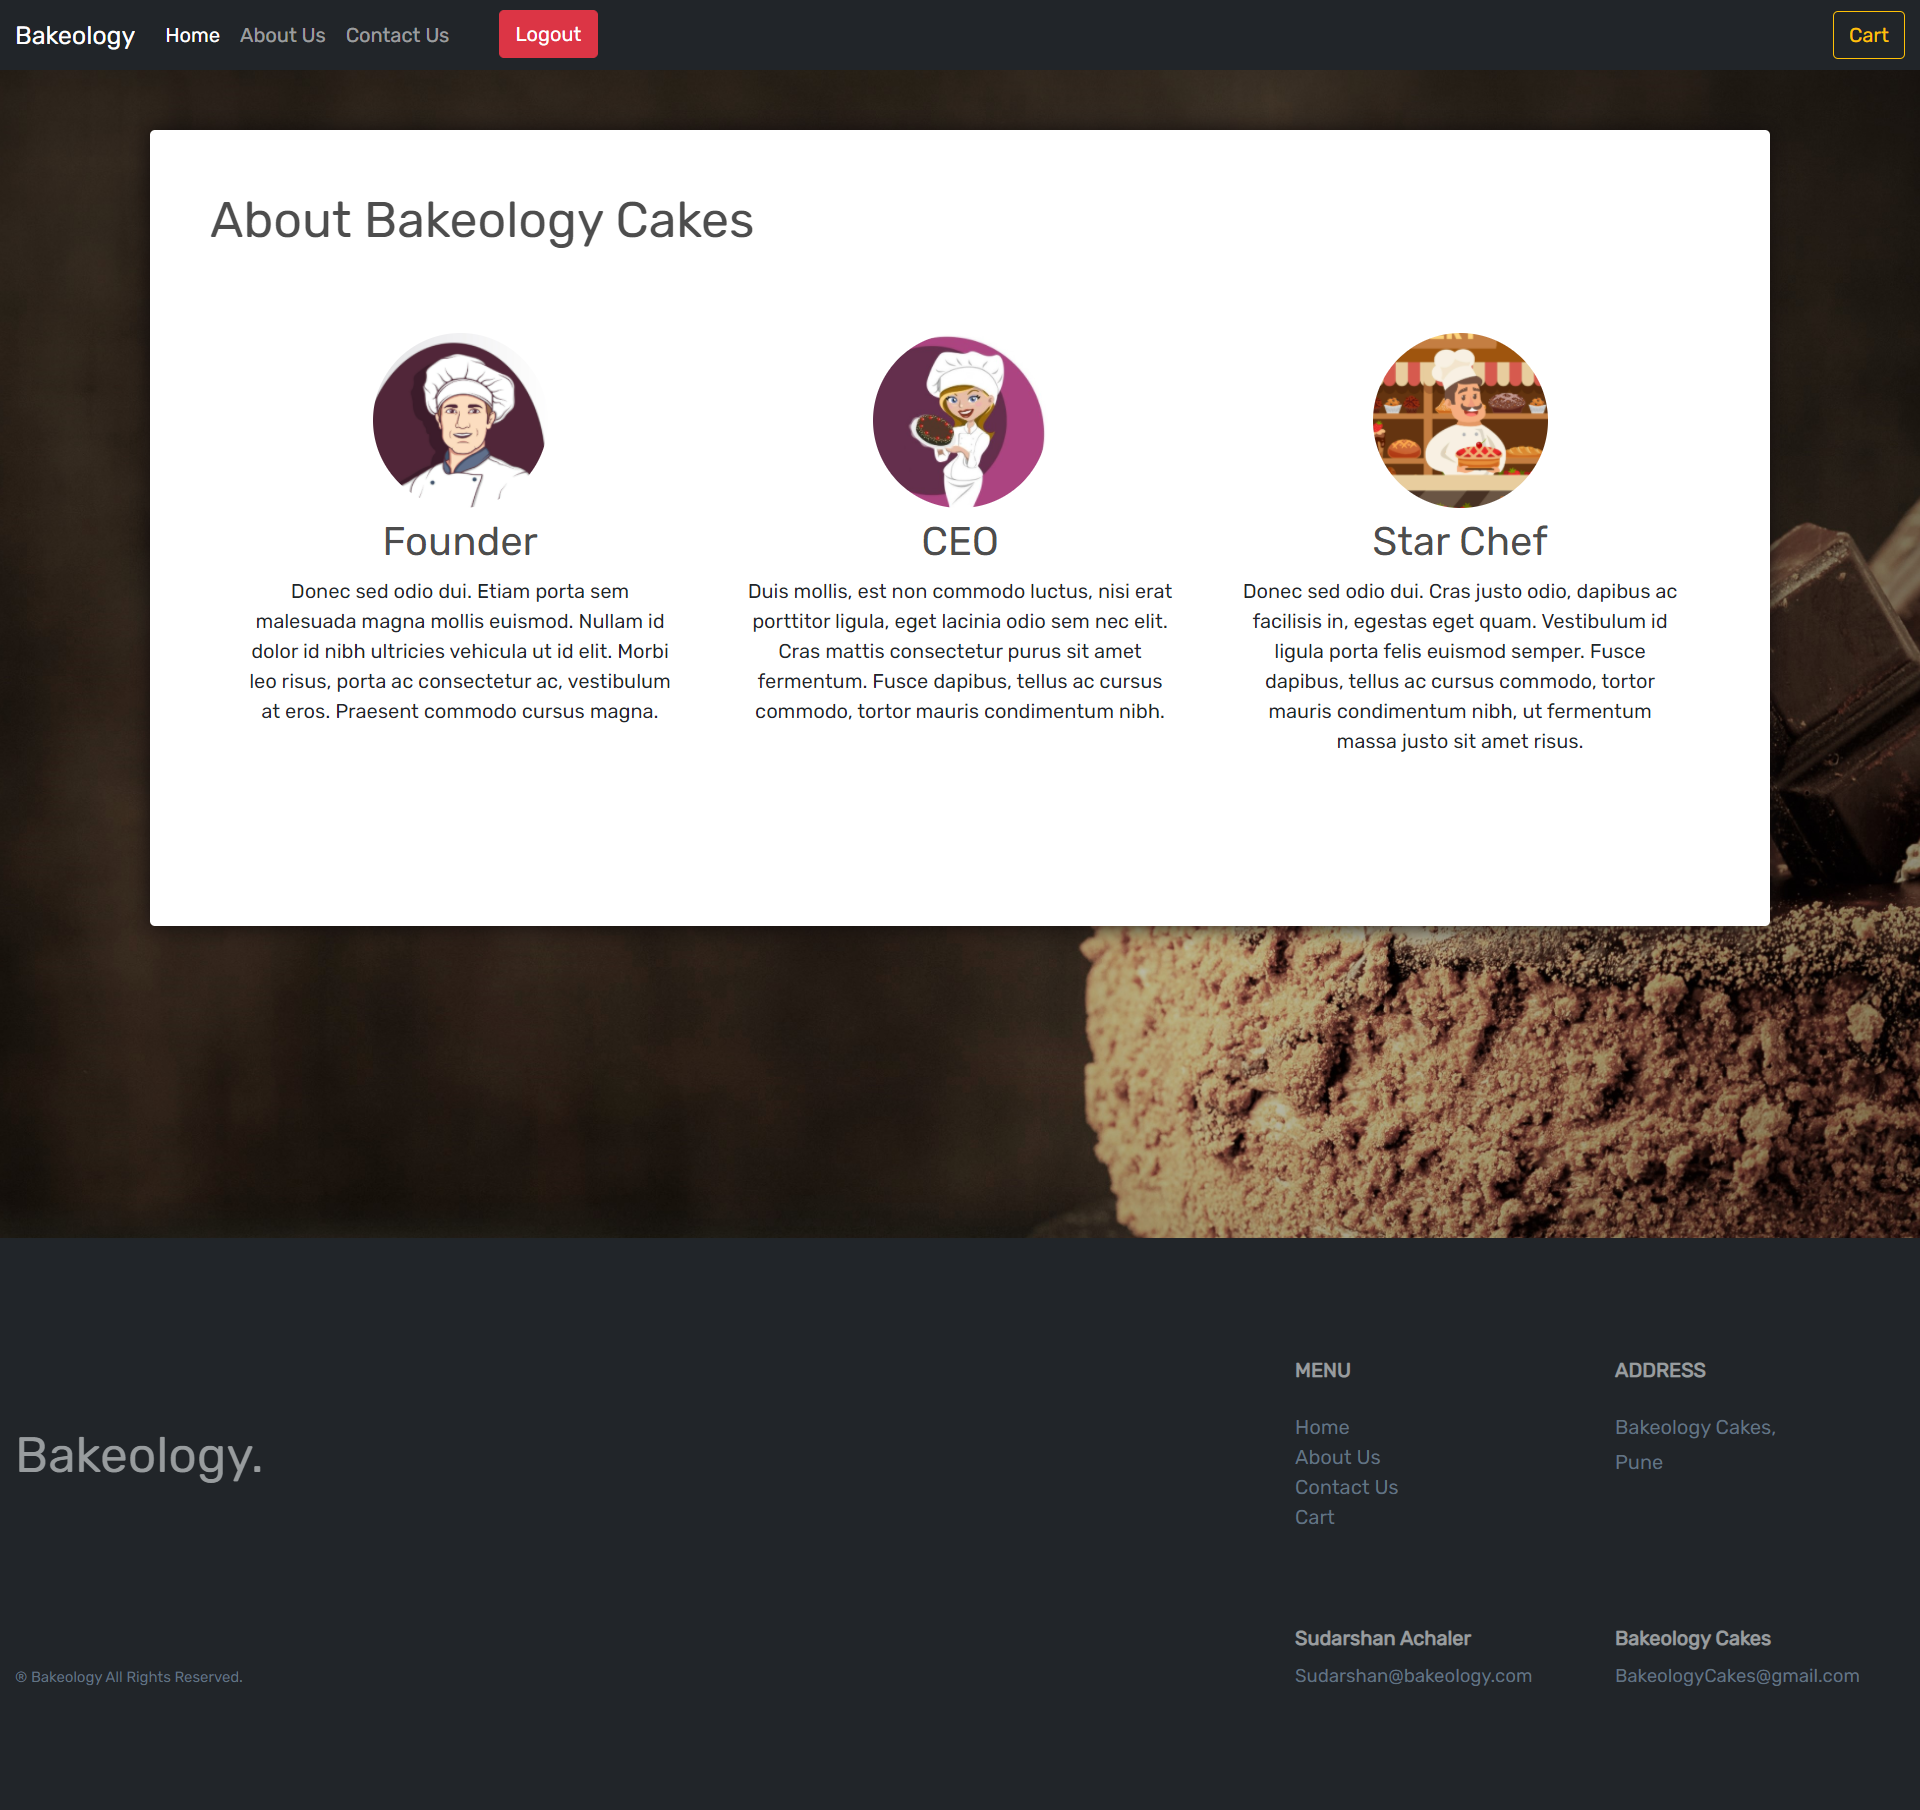 Bakeology Home About Us Contact Us Logout Cart
About Bakeology Cakes
Founder
Donec sed odio dui. Etiam porta sem
malesuada magna mollis euismod. Nullam id
dolor id nibh ultricies vehicula ut id elit. Morbi
leo risus, porta ac consectetur ac, vestibulum
at eros. Praesent commodo cursus magna.
CEO
Duis mollis, est non commodo luctus, nisi erat
porttitor ligula, eget lacinia odio sem nec elit.
Cras mattis consectetur purus sit amet
fermentum. Fusce dapibus, tellus ac cursus
commodo, tortor mauris condimentum nibh.
Star Chef
Donec sed odio dui. Cras justo odio, dapibus ac
facilisis in, egestas eget quam. Vestibulum id
ligula porta felis euismod semper. Fusce
dapibus, tellus ac cursus commodo, tortor
mauris condimentum nibh, ut fermentum
massa justo sit amet risus.
Bakeology.
MENU
Home
About Us
Contact Us
Cart
ADDRESS
Bakeology Cakes,
Pune
® Bakeology All Rights Reserved.
Sudarshan Achaler
Sudarshan@bakeology.com
Bakeology Cakes
BakeologyCakes@gmail.com